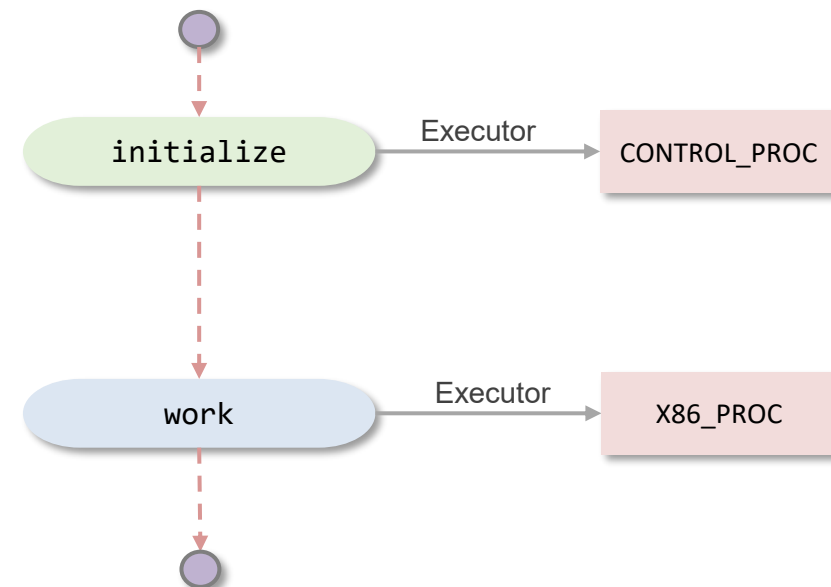 Executor
initialize
CONTROL_PROC
Executor
work
X86_PROC